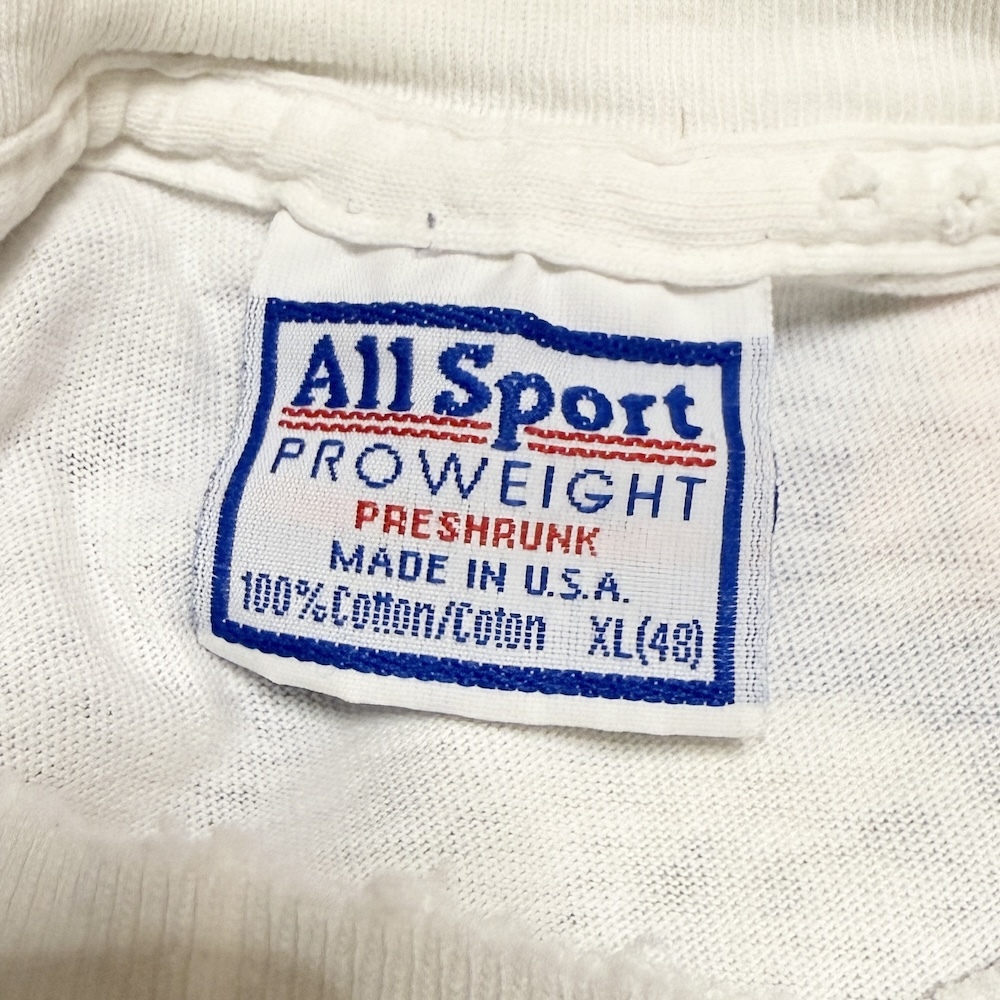 All Sport
PROWEIGHT
PRESHRUNK
MADE IN U.S.A.
100% Cotton/Coton XL(48)